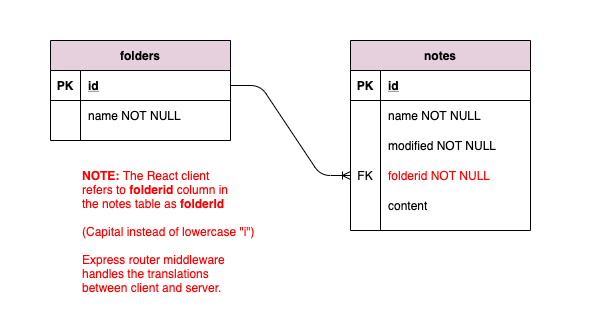 folders
PK id
name NOT NULL
notes
PK id
name NOT NULL
modified NOT NULL
FK folderid NOT NULL
content
NOTE: The React client
refers to folderid column in
the notes table as folderId
(Capital instead of lowercase "i")
Express router middleware
handles the translations
between client and server.